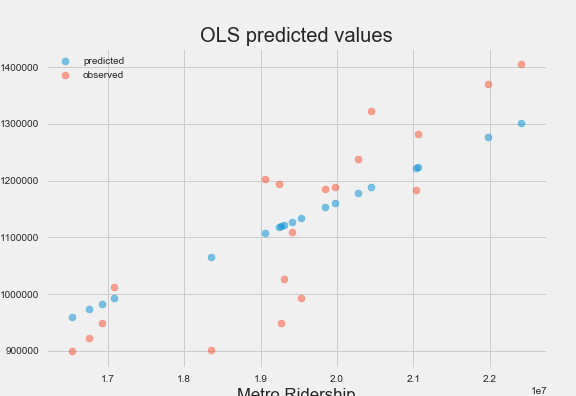 OLS predicted values
predicted
observed
1400000
1300000
1200000
1100000
1000000
900000
1.7 1.8 1.9 2.0 2.1 2.2
1e7
Metro Ridership